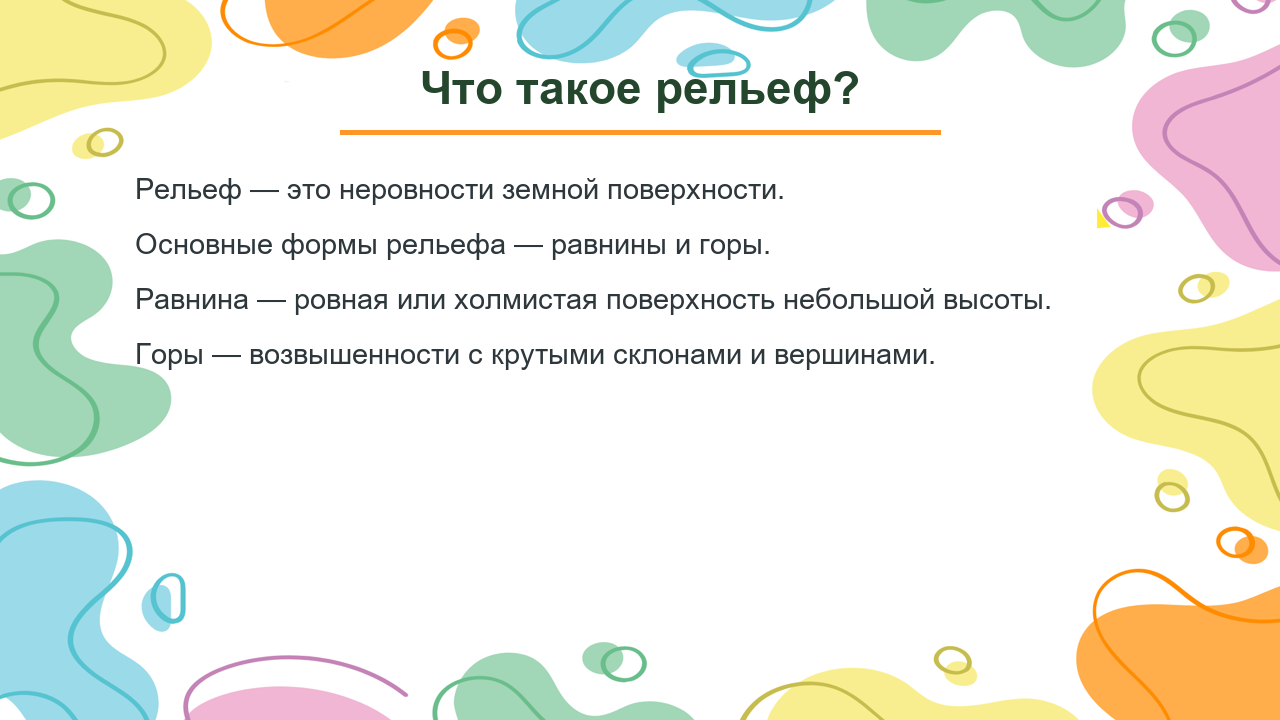 Что такое рельеф?
Рельеф — это неровности земной поверхности.
Основные формы рельефа — равнины и горы.
Равнина — ровная или холмистая поверхность небольшой высоты.
Горы — возвышенности с крутыми склонами и вершинами.